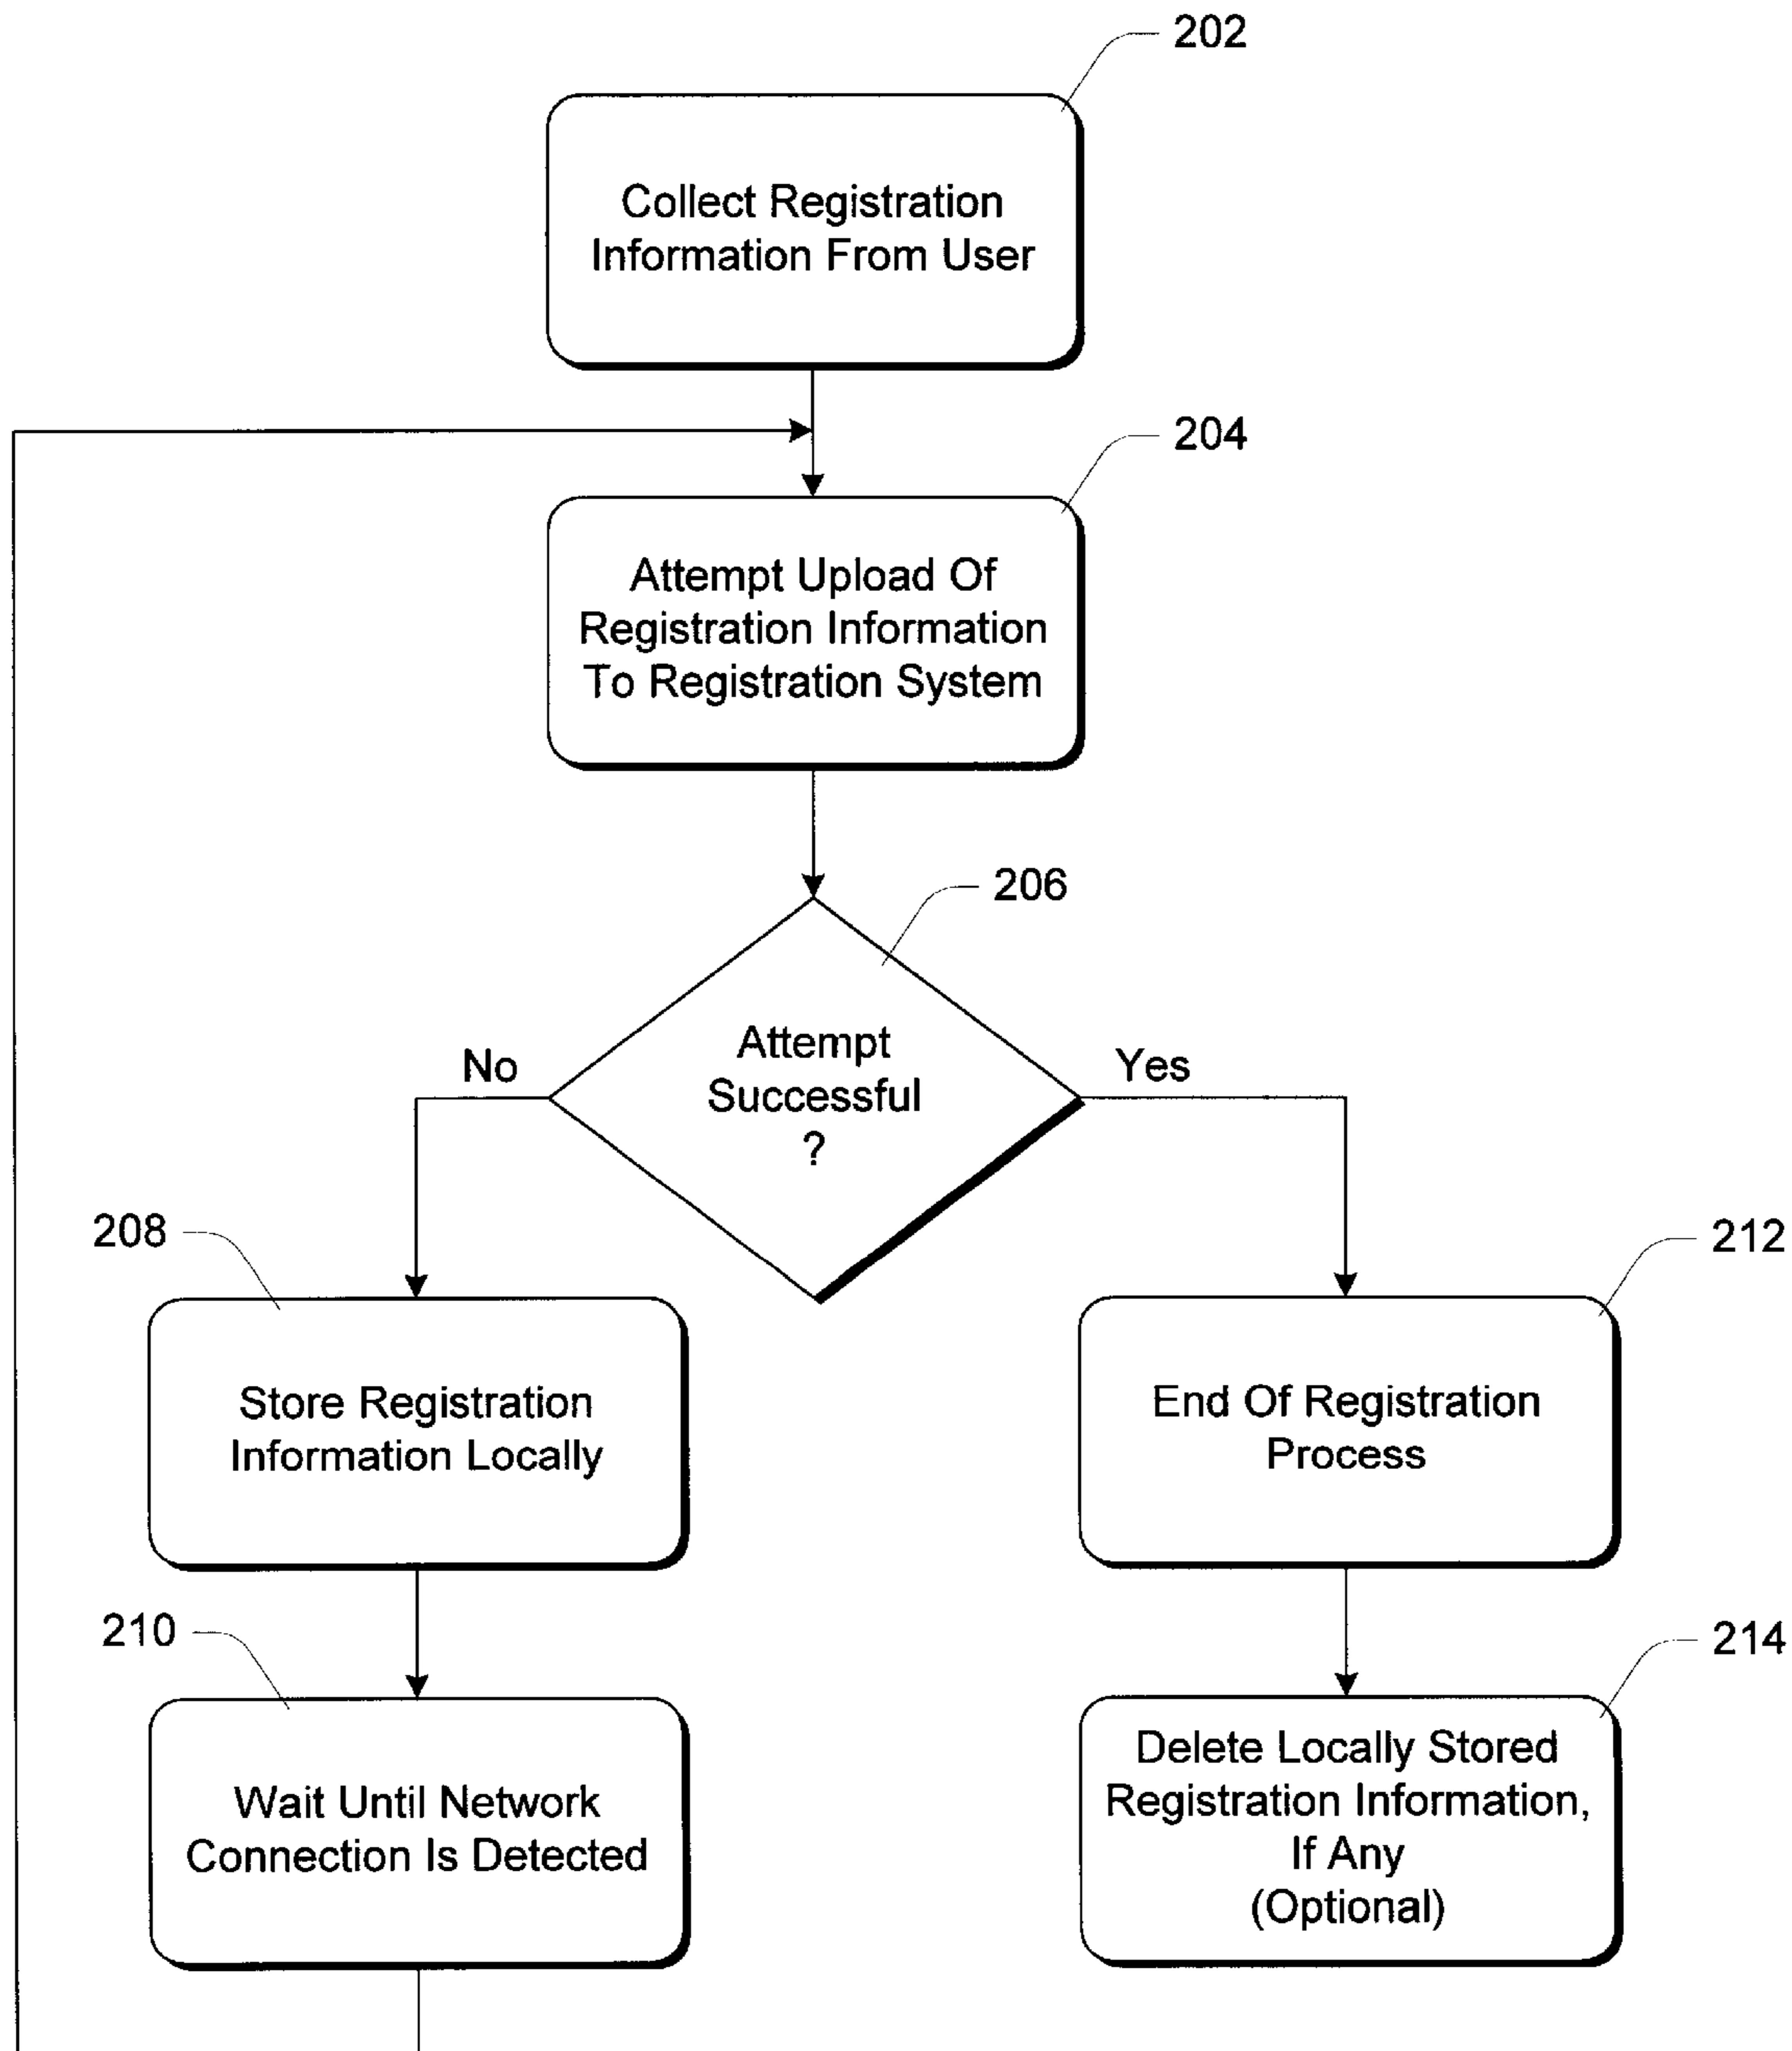 202
Collect Registration
Information From User
204
Attempt Upload Of
Registration Information
To Registration System
206
Attempt
Successful
?
No
Yes
208
Store Registration
Information Locally
212
End Of Registration
Process
210
Wait Until Network
Connection Is Detected
214
Delete Locally Stored
Registration Information,
If Any
(Optional)